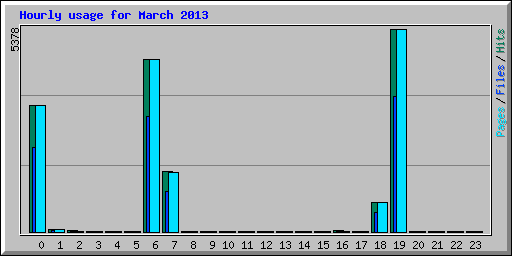 Hourly usage for March 2013
5378
Pages/Files/Hits
0 1 2 3 4 5 6 7 8 9 10 11 12 13 14 15 16 17 18 19 20 21 22 23